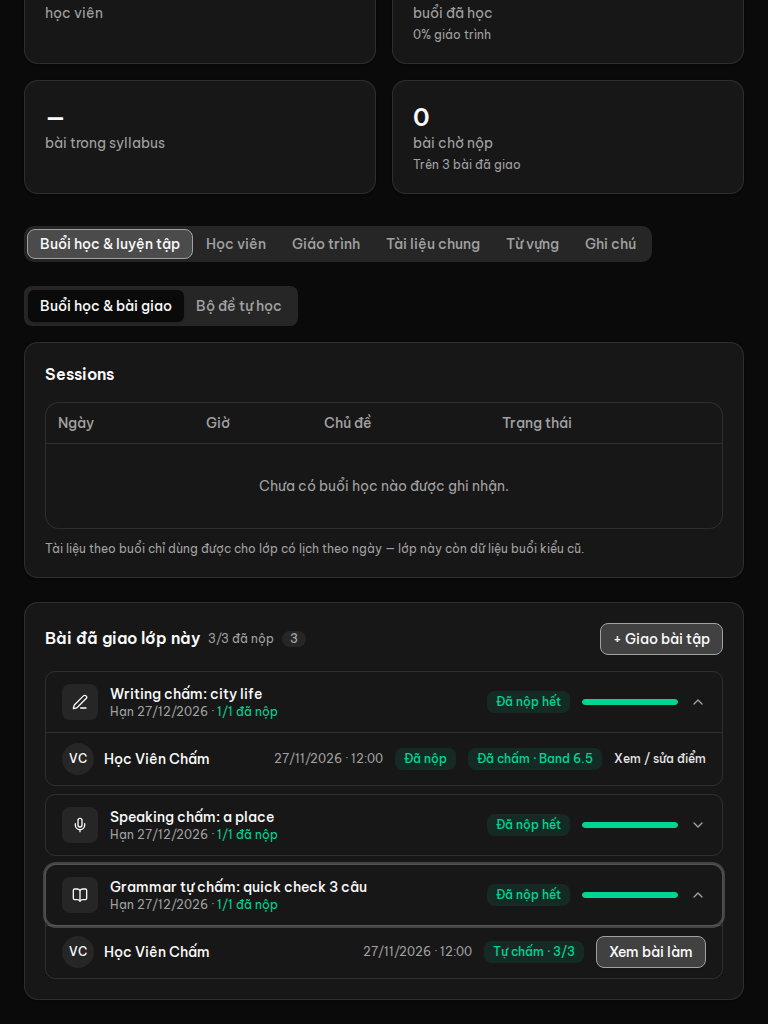 học viên
buổi đã học
0% giáo trình
—
bài trong syllabus
0
bài chờ nộp
Trên 3 bài đã giao
Buổi học & luyện tập Học viên Giáo trình Tài liệu chung Từ vựng Ghi chú
Buổi học & bài giao Bộ đề tự học
Sessions
Ngày Giờ Chủ đề Trạng thái
Chưa có buổi học nào được ghi nhận.
Tài liệu theo buổi chỉ dùng được cho lớp có lịch theo ngày — lớp này còn dữ liệu buổi kiểu cũ.
Bài đã giao lớp này 3/3 đã nộp 3 + Giao bài tập
Writing chấm: city life
Hạn 27/12/2026 · 1/1 đã nộp
Đã nộp hết
VC Học Viên Chấm 27/11/2026 · 12:00 Đã nộp Đã chấm · Band 6.5 Xem / sửa điểm
Speaking chấm: a place
Hạn 27/12/2026 · 1/1 đã nộp
Đã nộp hết
Grammar tự chấm: quick check 3 câu
Hạn 27/12/2026 · 1/1 đã nộp
Đã nộp hết
VC Học Viên Chấm 27/11/2026 · 12:00 Tự chấm · 3/3 Xem bài làm